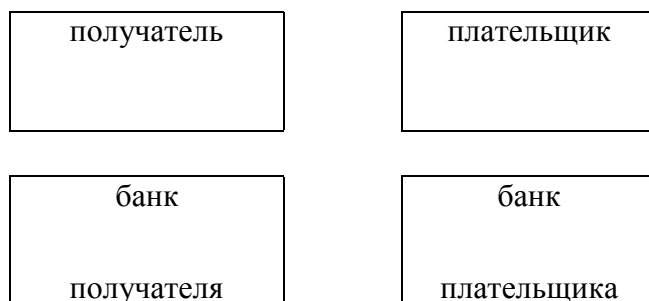 получатель
плательщик
банк
получателя
банк
плательщика